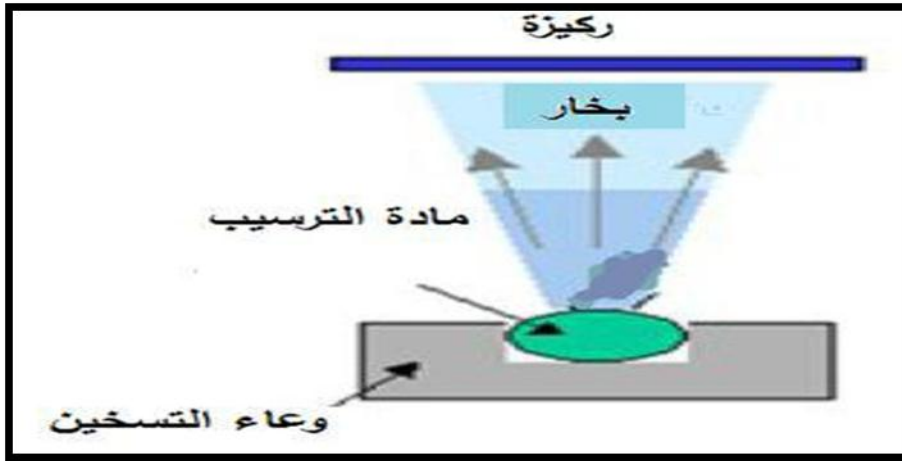 ركيزة
بخار
مادة الترسيب
وعاء التسخين